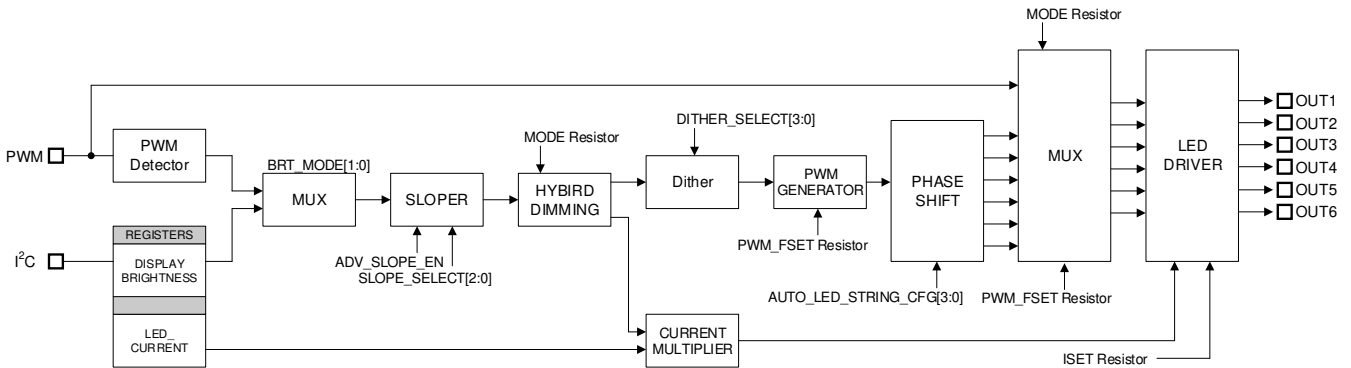 MODE Resistor
PWM
PWM
Detector
BRT_MODE[1:0]
MUX
SLOPER
ADV_SLOPE_EN
SLOPE_SELECT[2:0]
MODE Resistor
HYBIRD
DIMMING
DITHER_SELECT[3:0]
Dither
PWM
GENERATOR
PWM_FSET Resistor
PHASE
SHIFT
AUTO_LED_STRING_CFG[3:0]
MUX
PWM_FSET Resistor
LED
DRIVER
OUT1
OUT2
OUT3
OUT4
OUT5
OUT6
I²C
REGISTERS
DISPLAY
BRIGHTNESS
LED_
CURRENT
CURRENT
MULTIPLIER
ISET Resistor